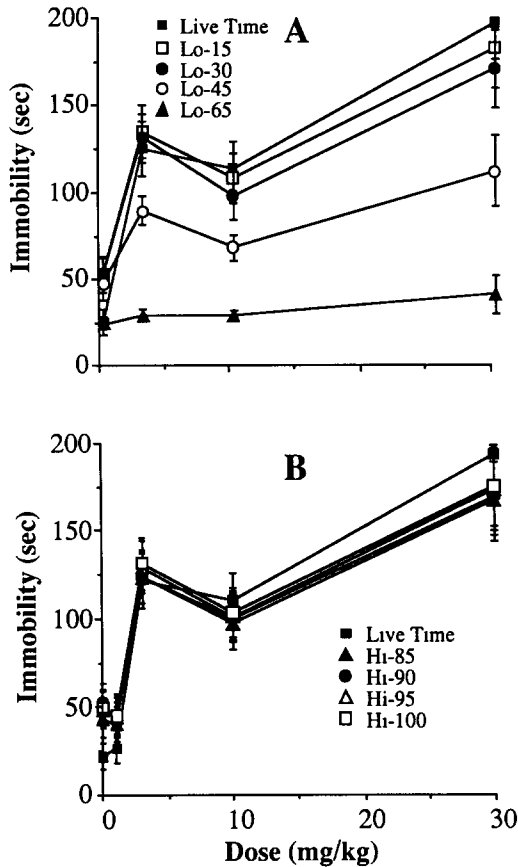 A
Live Time
Lo-15
Lo-30
Lo-45
Lo-65
200
150
100
50
0
Immobility (sec)
B
200
150
100
50
0
Immobility (sec)
Live Time
Hi-85
Hi-90
Hi-95
Hi-100
0
10
20
30
Dose (mg/kg)